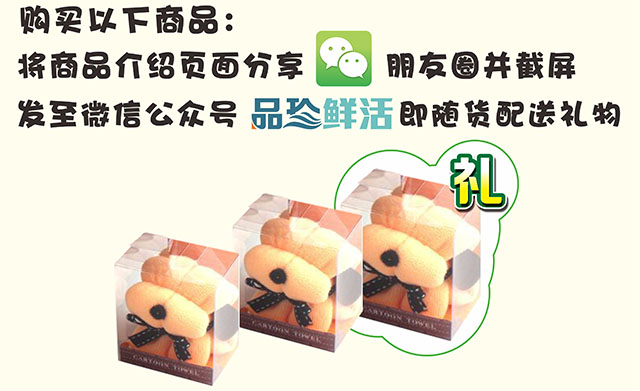 购买以下商品：
将商品介绍页面分享 朋友圈并截屏
发至微信公众号 品珍鲜活 即随货配送礼物
礼
CARTOON TOWEL
CARTOON TOWEL
CARTOON TOWEL